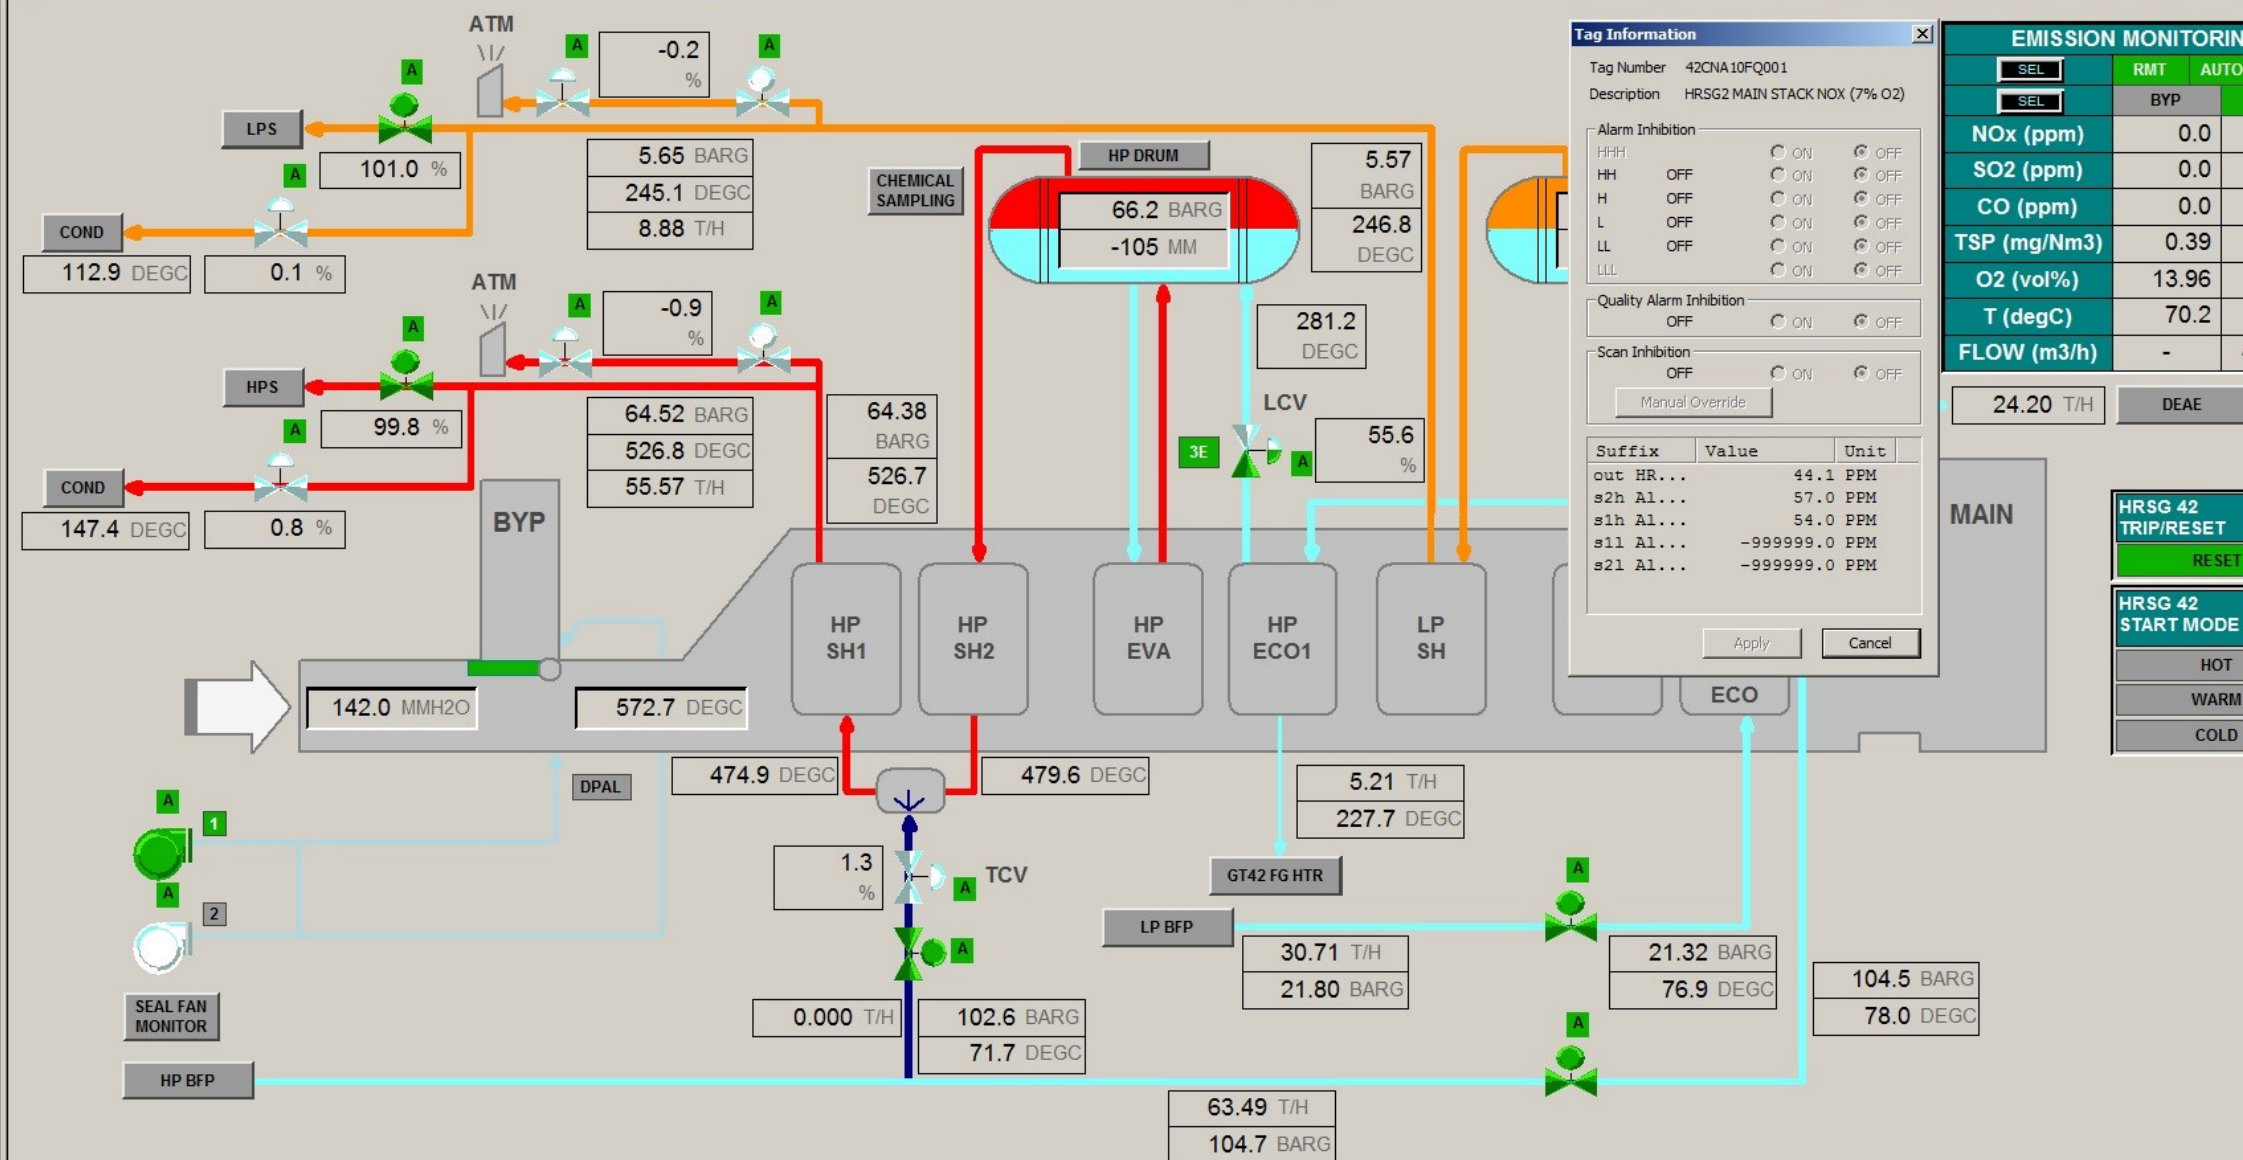 ATM
A
A
-0.2
%
A
LPS
101.0 %
A
5.65 BARG
245.1 DEGC
8.88 T/H
COND
112.9 DEGC
0.1 %
CHEMICAL
SAMPLING
HP DRUM
66.2 BARG
-105 MM
5.57
BARG
246.8
DEGC
ATM
A
A
-0.9
%
A
HPS
99.8 %
A
64.52 BARG
526.8 DEGC
55.57 T/H
64.38
BARG
526.7
DEGC
COND
147.4 DEGC
0.8 %
281.2
DEGC
LCV
3E
A
55.6
%
Tag Information
Tag Number 42CNA10FQ001
Description HRSG2 MAIN STACK NOX (7% O2)
Alarm Inhibition
HHH ON OFF
HH OFF ON OFF
H OFF ON OFF
L OFF ON OFF
LL OFF ON OFF
LLL ON OFF
Quality Alarm Inhibition
OFF ON OFF
Scan Inhibition
OFF ON OFF
Manual Override
Suffix Value Unit
out HR... 44.1 PPM
s2h Al... 57.0 PPM
s1h Al... 54.0 PPM
s1l Al... -999999.0 PPM
s2l Al... -999999.0 PPM
Apply Cancel
EMISSION MONITORIN
SEL RMT AUTO
SEL BYP
NOx (ppm) 0.0
SO2 (ppm) 0.0
CO (ppm) 0.0
TSP (mg/Nm3) 0.39
O2 (vol%) 13.96
T (degC) 70.2
FLOW (m3/h) -
24.20 T/H
DEAE
BYP
MAIN
HRSG 42
TRIP/RESET
RESET
HRSG 42
START MODE
HOT
WARM
COLD
HP
SH1
HP
SH2
HP
EVA
HP
ECO1
LP
SH
ECO
142.0 MMH2O
572.7 DEGC
DPAL
474.9 DEGC
479.6 DEGC
5.21 T/H
227.7 DEGC
A
1
A
2
1.3
%
TCV
A
A
GT42 FG HTR
LP BFP
30.71 T/H
21.80 BARG
A
21.32 BARG
76.9 DEGC
104.5 BARG
78.0 DEGC
SEAL FAN
MONITOR
0.000 T/H
102.6 BARG
71.7 DEGC
A
HP BFP
63.49 T/H
104.7 BARG